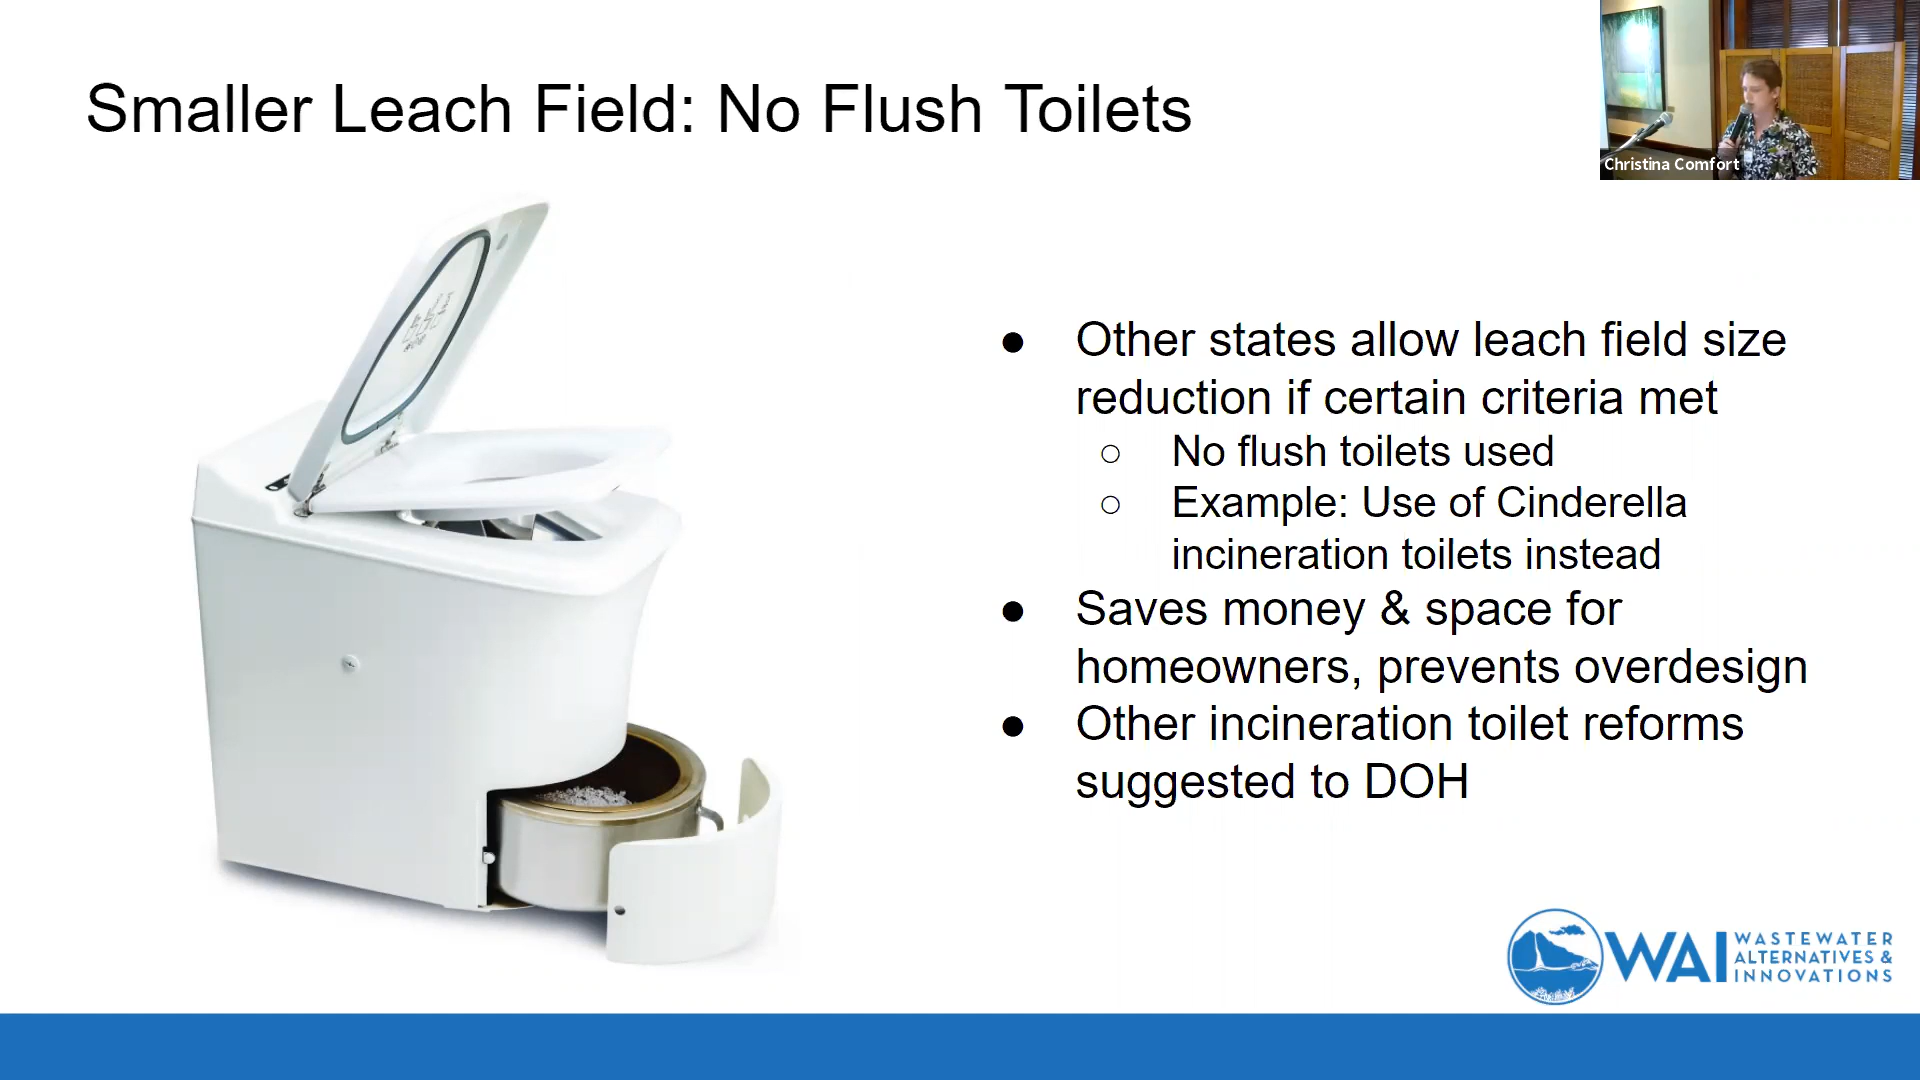 Smaller Leach Field: No Flush Toilets
Christina Comfort
● Other states allow leach field size
reduction if certain criteria met
○ No flush toilets used
○ Example: Use of Cinderella
incineration toilets instead
● Saves money & space for
homeowners, prevents overdesign
● Other incineration toilet reforms
suggested to DOH
WAI
WASTEWATER
ALTERNATIVES &
INNOVATIONS